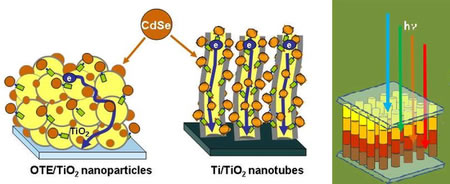 CdSe
hν
e
e
e
e
TiO2
OTE/TiO2 nanoparticles
Ti/TiO2 nanotubes